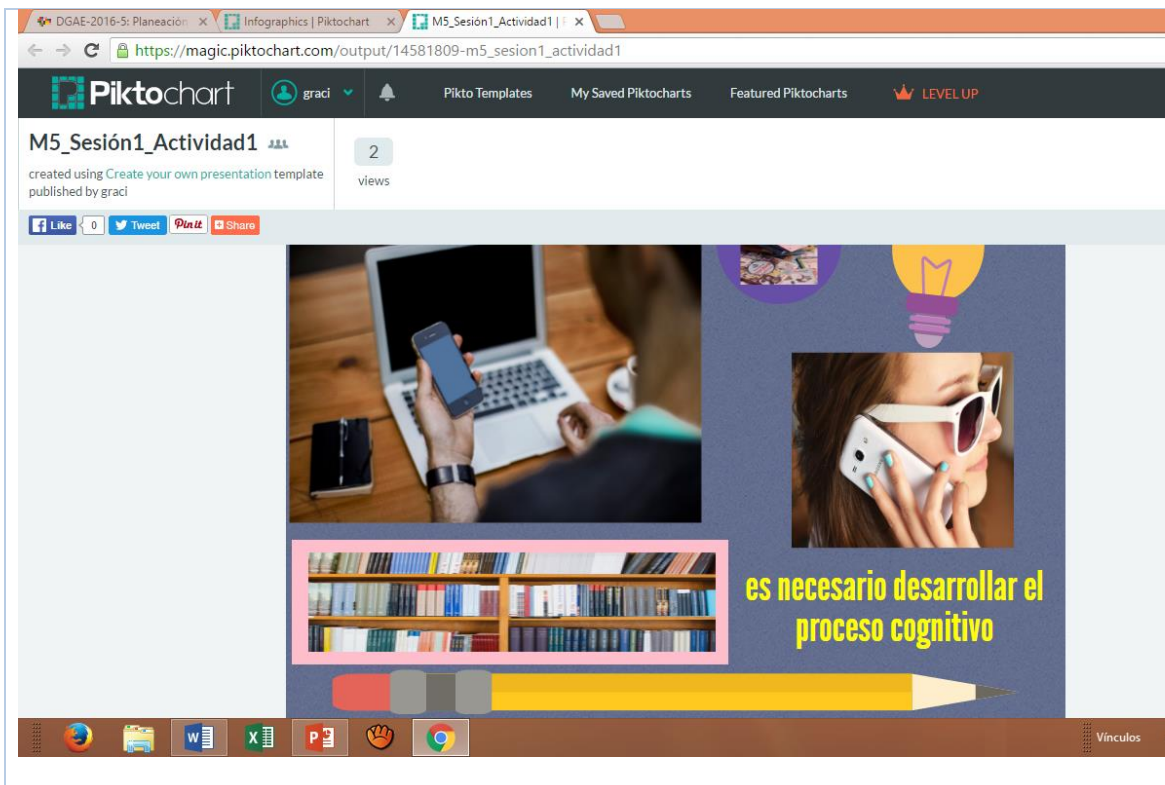 DGAE-2016-5: Planeación
Infographics | Piktochart
M5_Sesión1_Actividad1 |
https://magic.piktochart.com/output/14581809-m5_sesion1_actividad1
Piktochart
graci
Pikto Templates
My Saved Piktocharts
Featured Piktocharts
LEVEL UP
M5_Sesión1_Actividad1
2
created using Create your own presentation template
views
published by graci
Like 0 Tweet Pin it Share
es necesario desarrollar el
proceso cognitivo
Vínculos